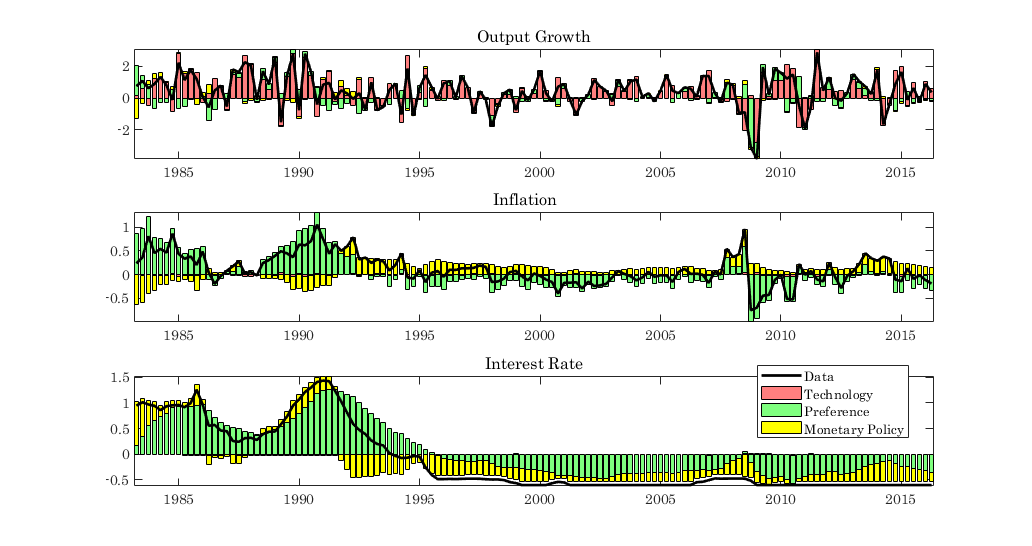 Output Growth
2
0
-2
1985 1990 1995 2000 2005 2010 2015
Inflation
1
0.5
0
-0.5
1985 1990 1995 2000 2005 2010 2015
Interest Rate
1.5
1
0.5
0
-0.5
1985 1990 1995 2000 2005 2010 2015
Data
Technology
Preference
Monetary Policy